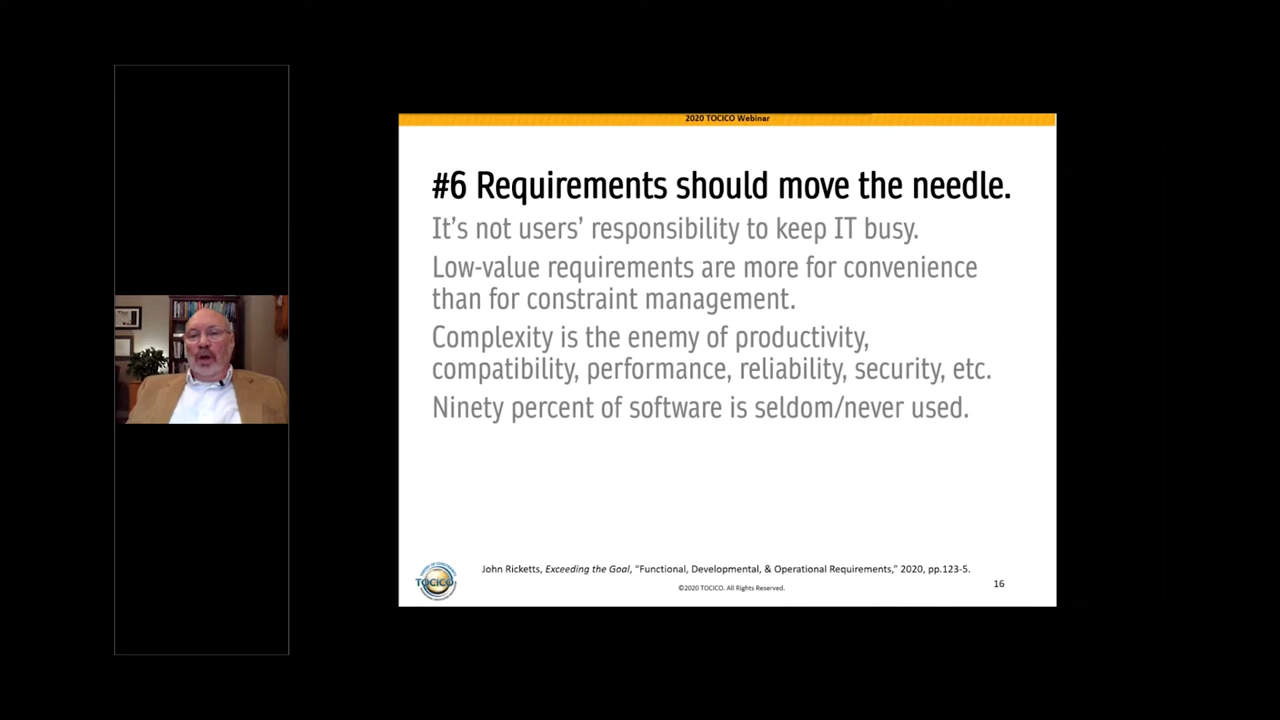 2020 TOCICO Webinar
#6 Requirements should move the needle.
It’s not users’ responsibility to keep IT busy.
Low-value requirements are more for convenience
than for constraint management.
Complexity is the enemy of productivity,
compatibility, performance, reliability, security, etc.
Ninety percent of software is seldom/never used.
John Ricketts, Exceeding the Goal, “Functional, Developmental, & Operational Requirements,” 2020, pp.123-5.
TOCICO
©2020 TOCICO. All Rights Reserved.
16